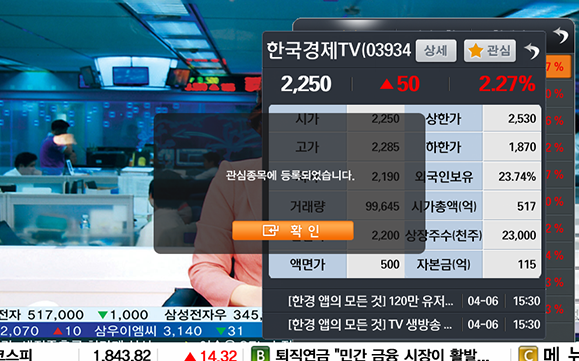 한국경제TV(03934 상세 관심
2,250 ▲50 2.27%
시가 2,250 상한가 2,530
고가 2,285 하한가 1,870
2,190 외국인보유 23.74%
관심종목에 등록되었습니다.
거래량 99,645 시가총액(억) 517
확인
2,200 상장주수(천주) 23,000
액면가 500 자본금(억) 115
[한경 앱의 모든 것] 120만 유저... 04-06 15:30
[한경 앱의 모든 것] TV 생방송 ... 04-06 15:30
전자 517,000 ▼1,000 삼성전자우 345,
2,070 ▲10 삼우이엠씨 3,140 ▼31
코스피 1,843.82 ▲14.32 B 퇴직연금 "민간 금융 시장이 활발... C 메뉴